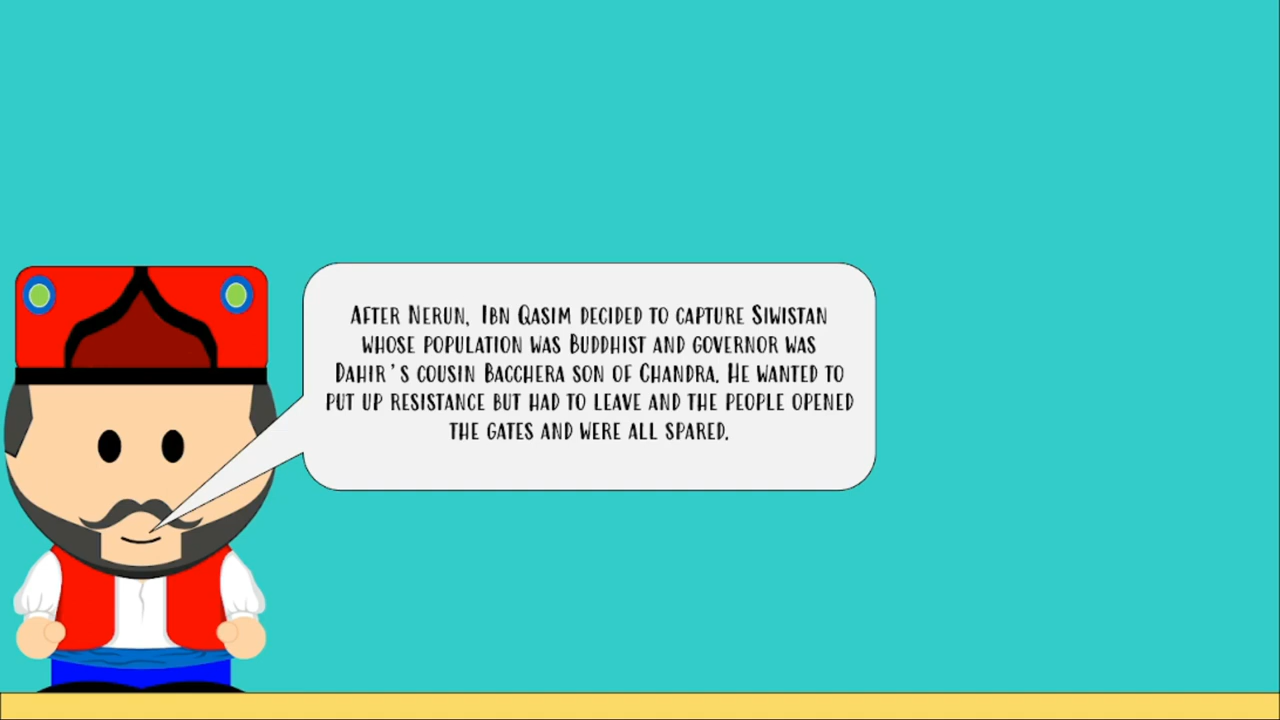 After Nerun, Ibn Qasim decided to capture Siwistan
whose population was Buddhist and governor was
Dahir's cousin Bacchera son of Chandra. He wanted to
put up resistance but had to leave and the people opened
the gates and were all spared.